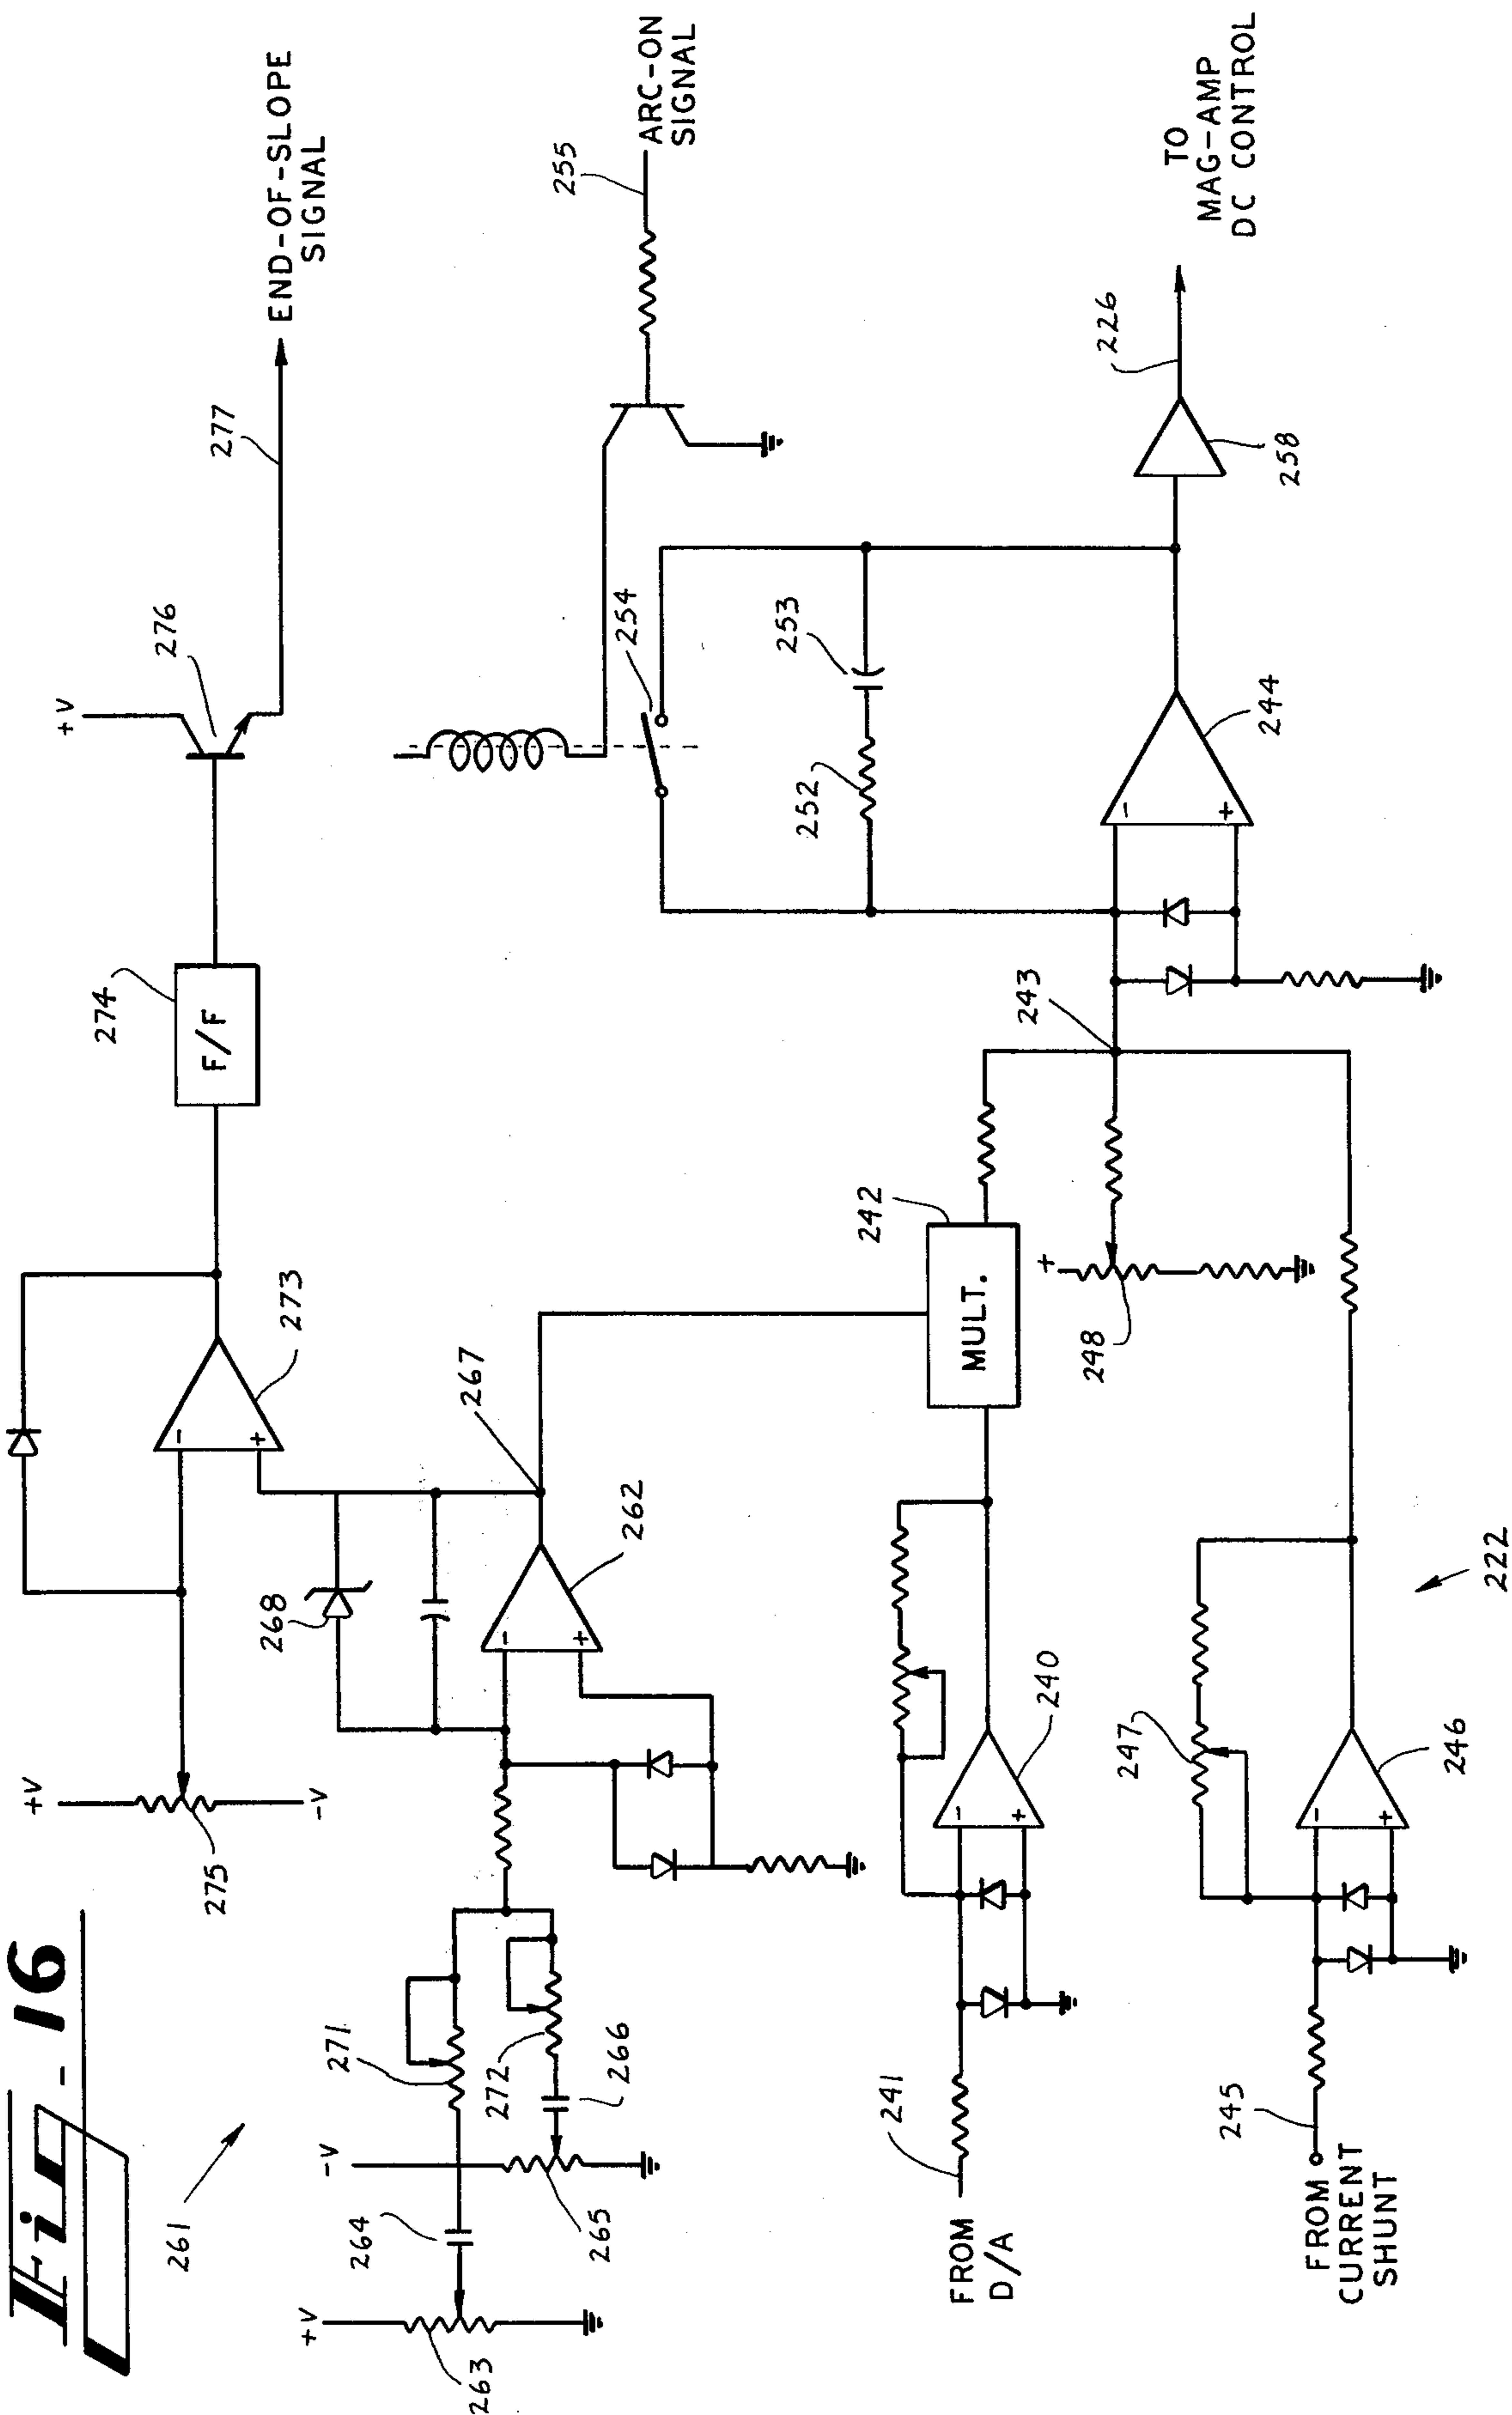 Fig-16
261
+V
263
264
-V
265
271
272
266
+V
275
-V
268
262
267
-
+
-
+
273
274
F/F
+V
276
277
END-OF-SLOPE
SIGNAL
255
ARC-ON
SIGNAL
254
253
252
FROM
D/A
241
240
-
+
242
MULT.
+
248
243
-
+
244
258
226
TO
MAG-AMP
DC CONTROL
FROM
CURRENT
SHUNT
245
247
246
-
+
222